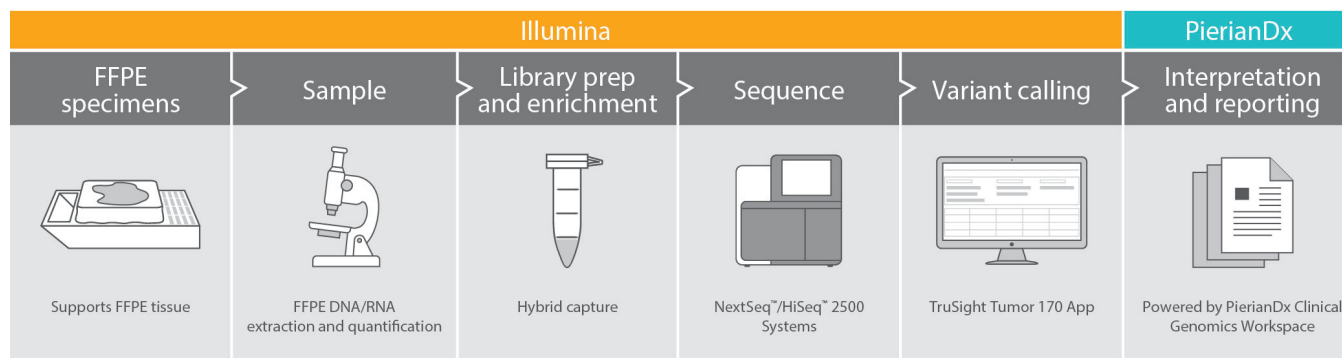 Illumina
PierianDx
FFPE
specimens
Sample
Library prep
and enrichment
Sequence
Variant calling
Interpretation
and reporting
Supports FFPE tissue
FFPE DNA/RNA
extraction and quantification
Hybrid capture
NextSeq™/HiSeq™ 2500
Systems
TruSight Tumor 170 App
Powered by PierianDx Clinical
Genomics Workspace